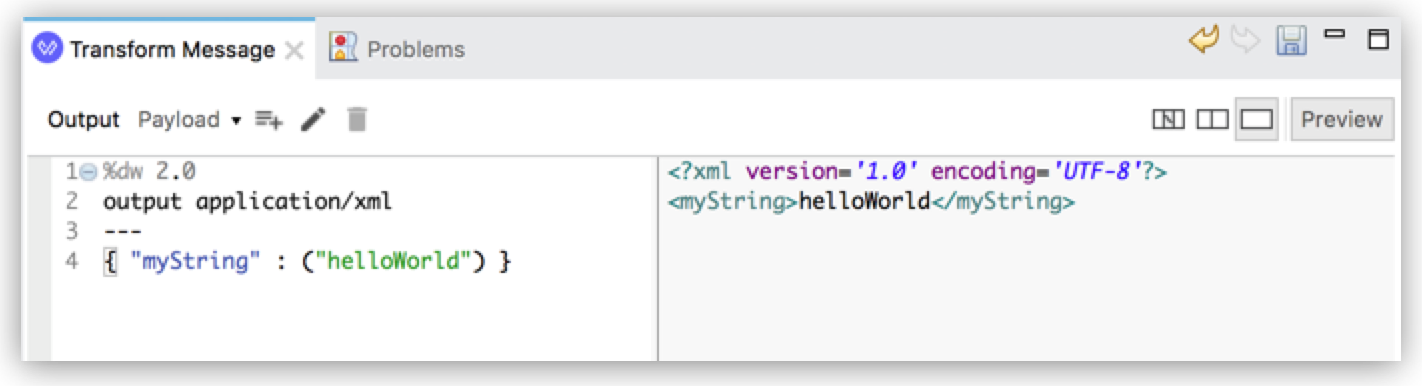 Transform Message
Problems
Output Payload
Preview
1 %dw 2.0
2 output application/xml
3 ---
4 { "myString" : ("helloWorld") }
<?xml version='1.0' encoding='UTF-8'?>
<myString>helloWorld</myString>